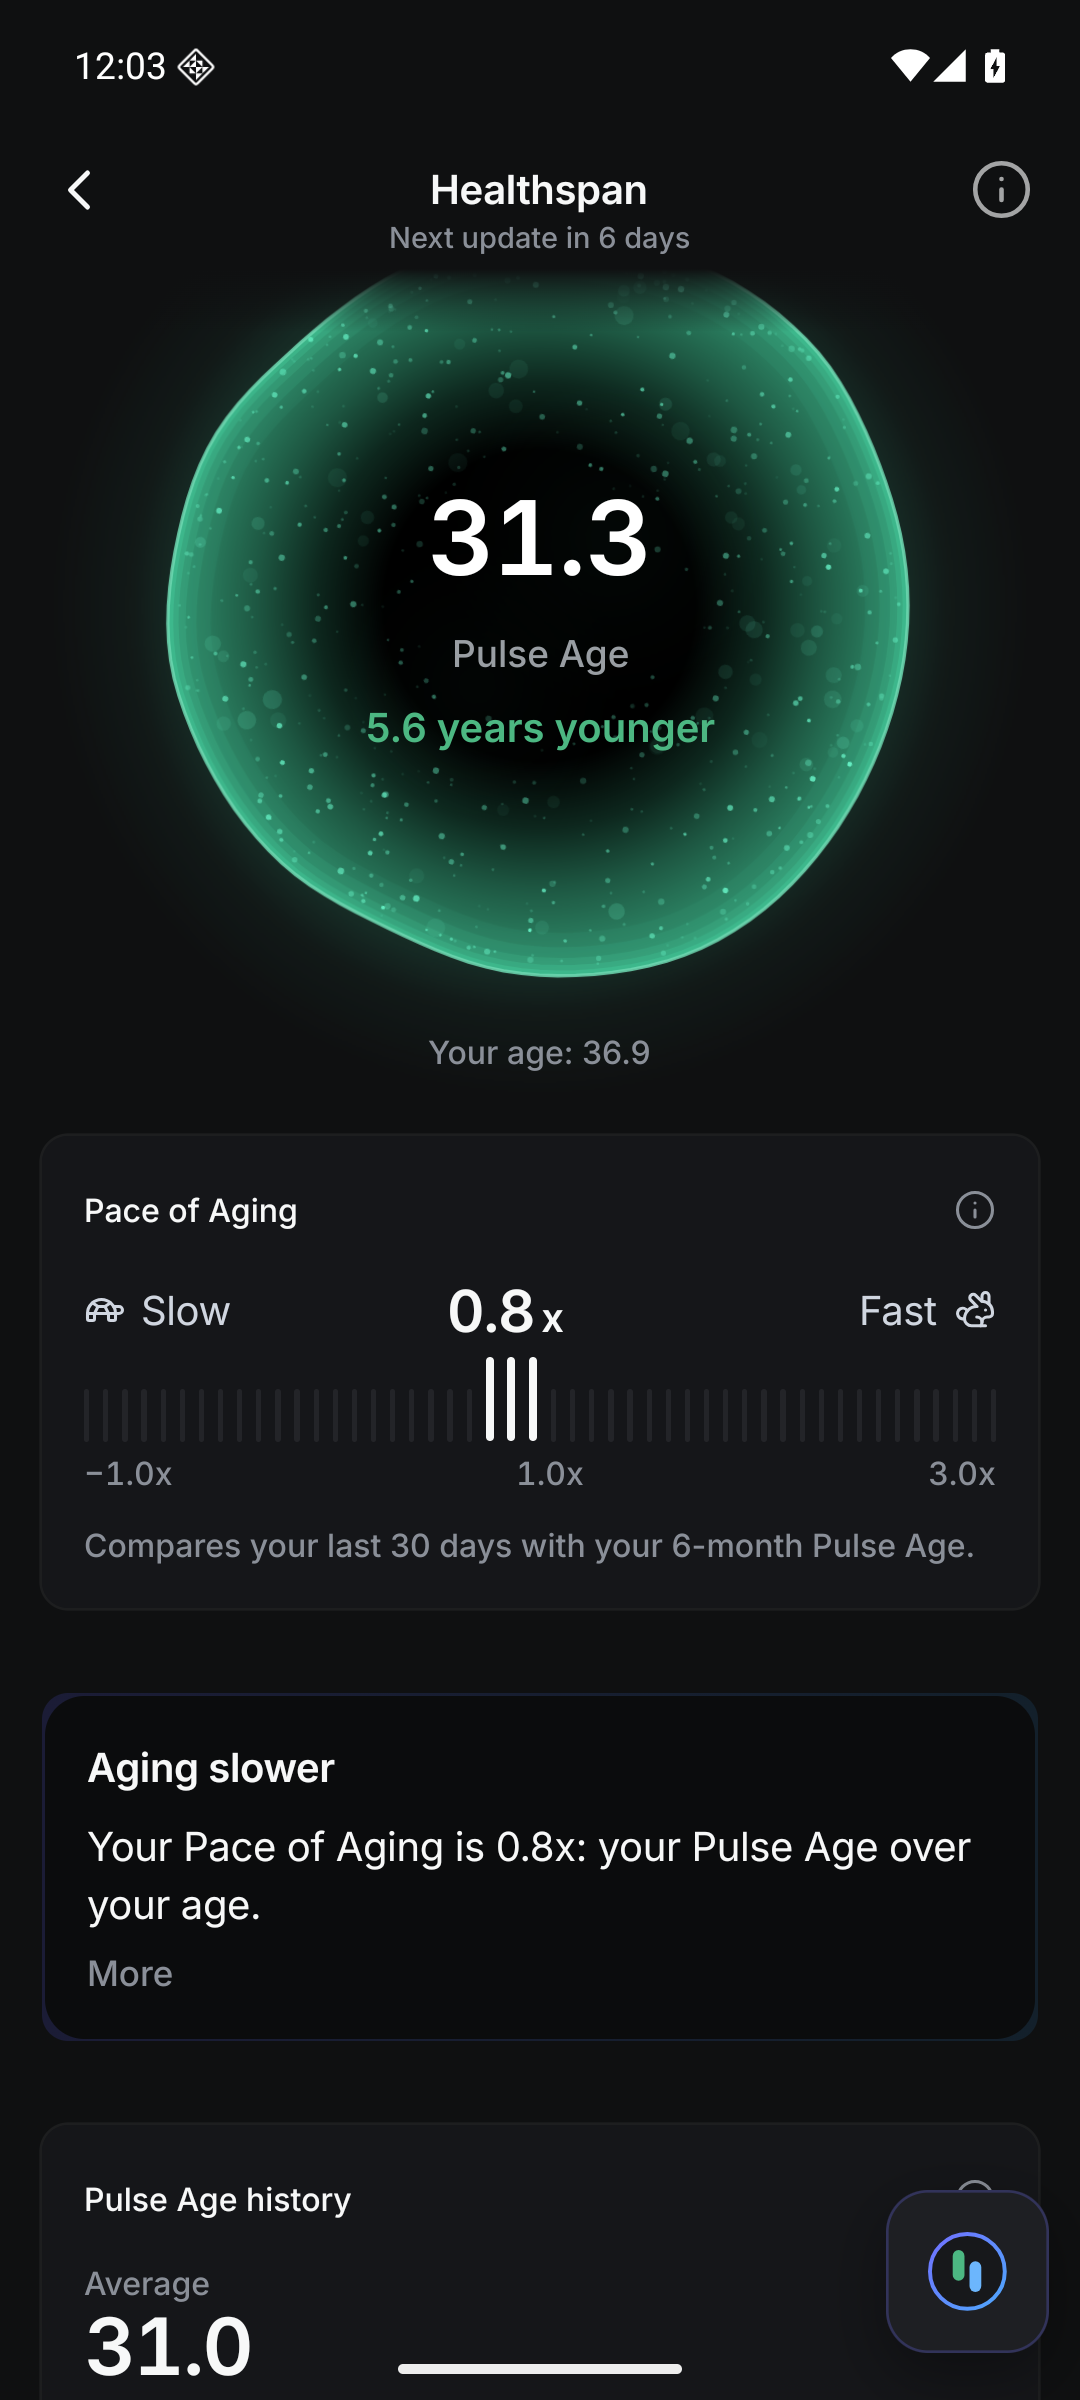 12:03
Healthspan
Next update in 6 days
31.3
Pulse Age
5.6 years younger
Your age: 36.9
Pace of Aging
Slow
0.8x
Fast
−1.0x
1.0x
3.0x
Compares your last 30 days with your 6-month Pulse Age.
Aging slower
Your Pace of Aging is 0.8x: your Pulse Age over
your age.
More
Pulse Age history
Average
31.0